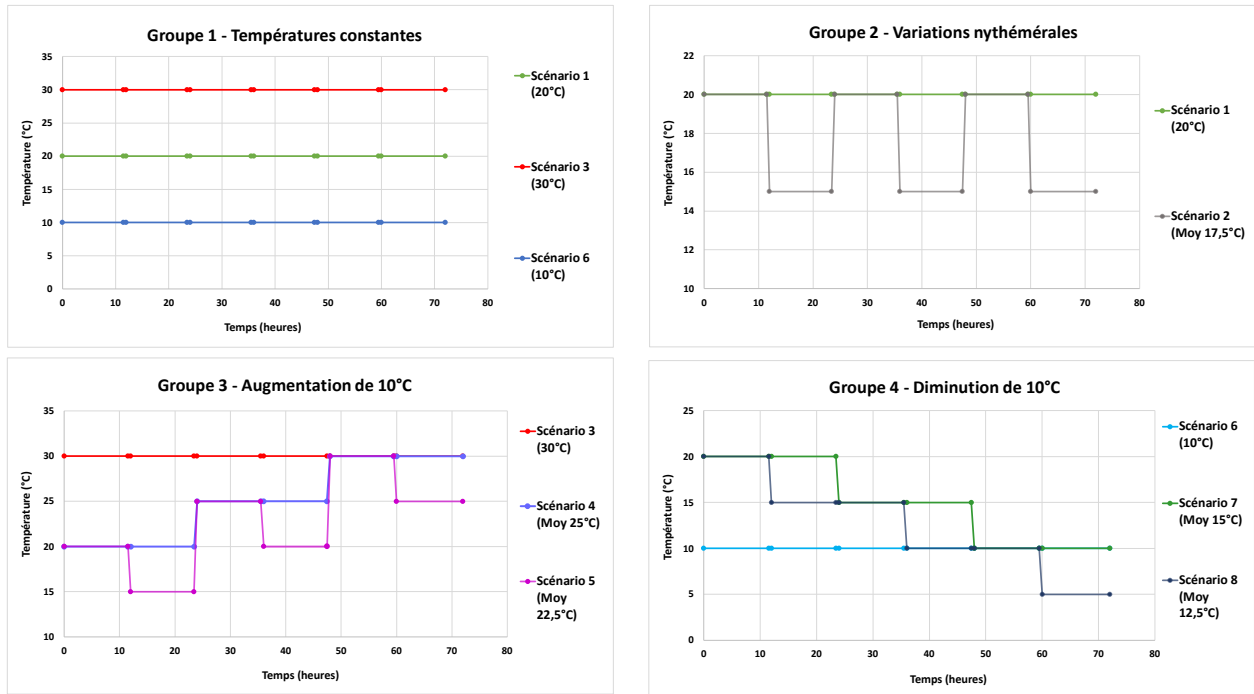 Groupe 1 - Températures constantes
35
30
25
20
15
10
5
0
Température (°C)
0 10 20 30 40 50 60 70 80
Temps (heures)
Scénario 1
(20°C)
Scénario 3
(30°C)
Scénario 6
(10°C)
Groupe 2 - Variations nythémérales
22
20
18
16
14
12
10
Température (°C)
0 10 20 30 40 50 60 70 80
Temps (heures)
Scénario 1
(20°C)
Scénario 2
(Moy 17,5°C)
Groupe 3 - Augmentation de 10°C
35
30
25
20
15
10
Température (°C)
0 10 20 30 40 50 60 70 80
Temps (heures)
Scénario 3
(30°C)
Scénario 4
(Moy 25°C)
Scénario 5
(Moy
22,5°C)
Groupe 4 - Diminution de 10°C
25
20
15
10
5
0
Température (°C)
0 10 20 30 40 50 60 70 80
Temps (heures)
Scénario 6
(10°C)
Scénario 7
(Moy 15°C)
Scénario 8
(Moy
12,5°C)